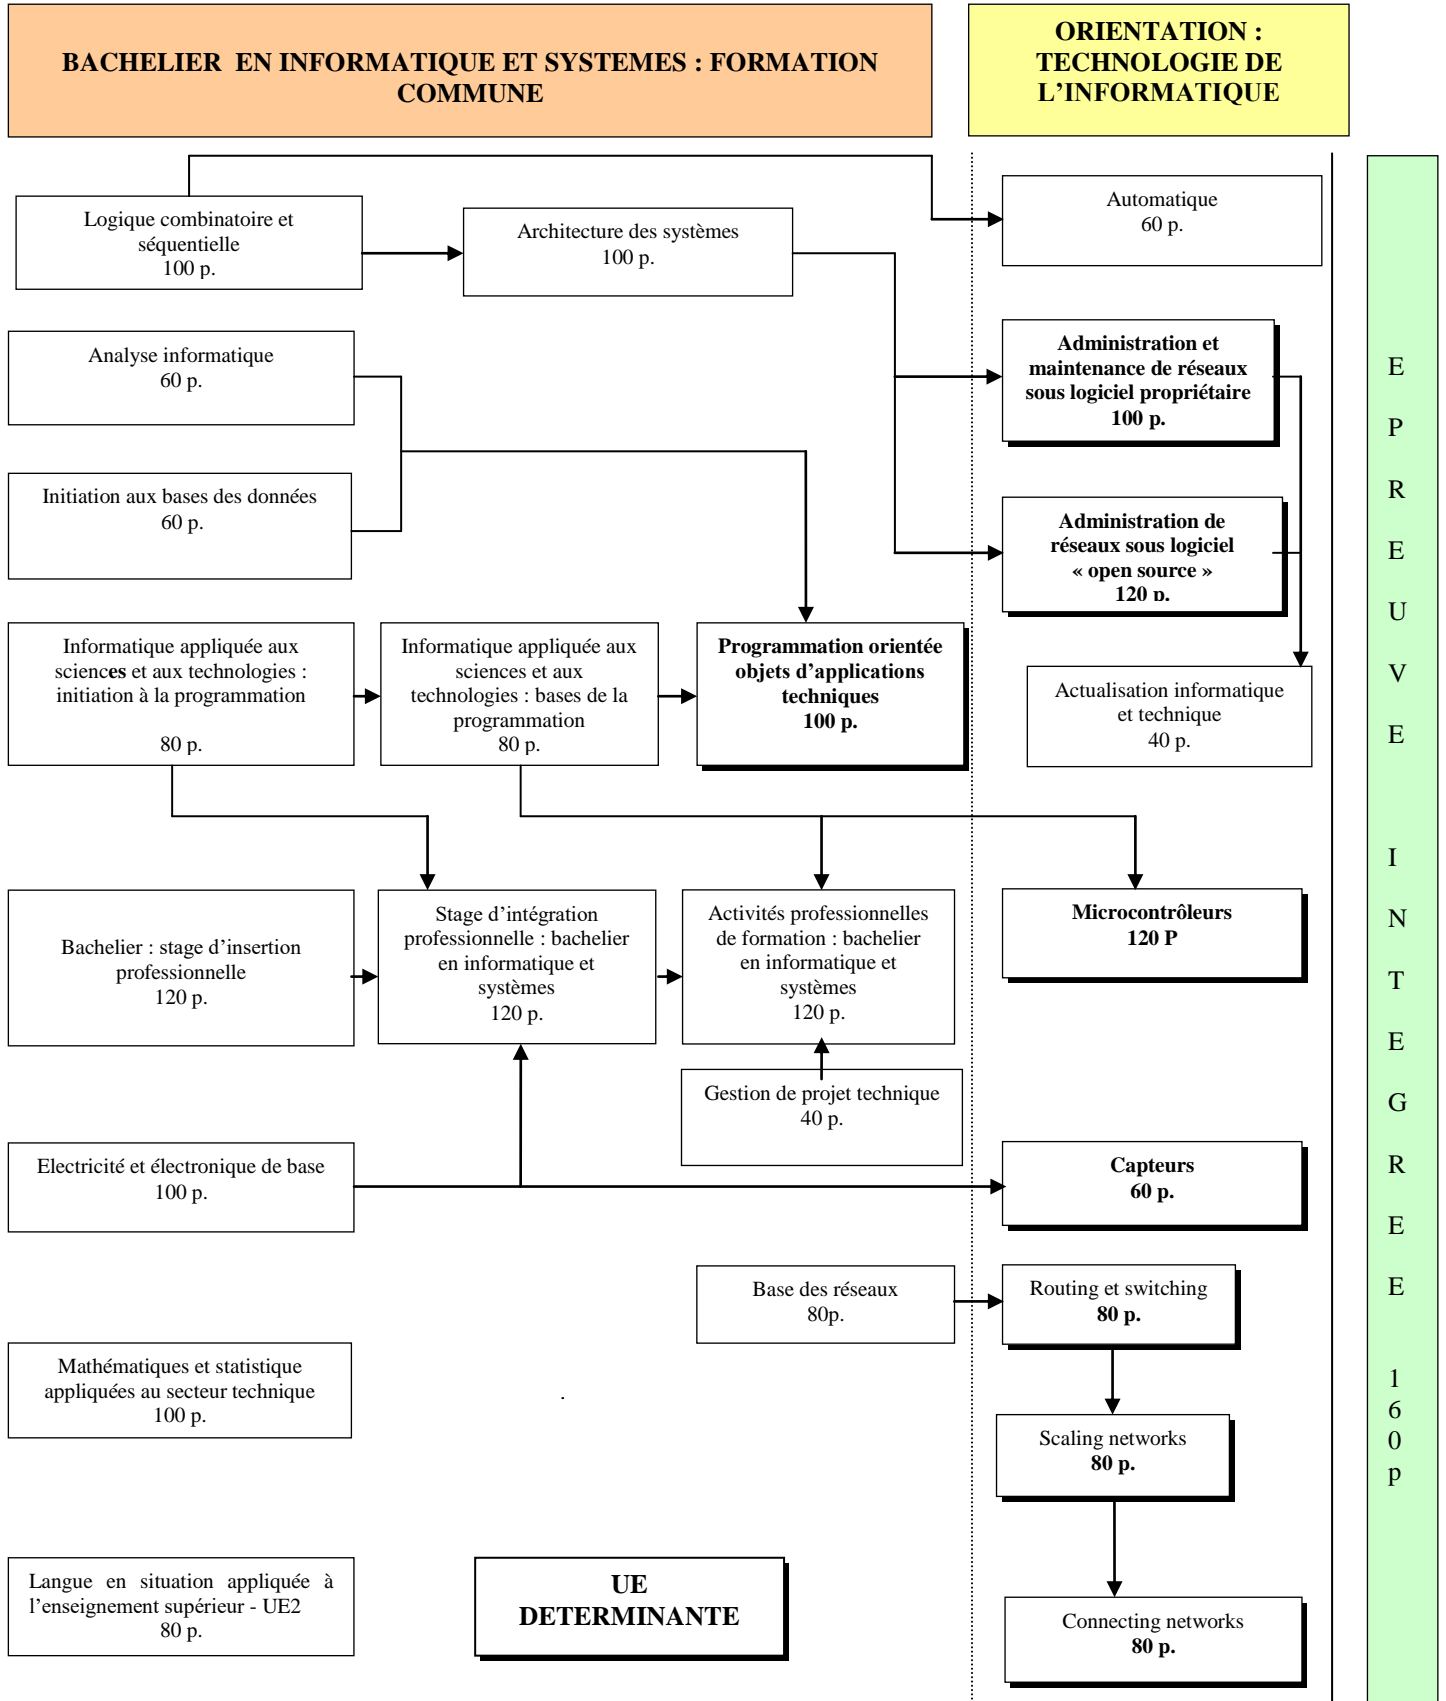 BACHELIER EN INFORMATIQUE ET SYSTEMES : FORMATION
COMMUNE
ORIENTATION :
TECHNOLOGIE DE
L'INFORMATIQUE
Logique combinatoire et
séquentielle
100 p.
Architecture des systèmes
100 p.
Automatique
60 p.
Analyse informatique
60 p.
Administration et
maintenance de réseaux
sous logiciel propriétaire
100 p.
Initiation aux bases des données
60 p.
Administration de
réseaux sous logiciel
« open source »
120 p.
Informatique appliquée aux
sciences et aux technologies :
initiation à la programmation
80 p.
Informatique appliquée aux
sciences et aux
technologies : bases de la
programmation
80 p.
Programmation orientée
objets d'applications
techniques
100 p.
Actualisation informatique
et technique
40 p.
Bachelier : stage d'insertion
professionnelle
120 p.
Stage d'intégration
professionnelle : bachelier
en informatique et
systèmes
120 p.
Activités professionnelles
de formation : bachelier
en informatique et
systèmes
120 p.
Microcontrôleurs
120 P
Gestion de projet technique
40 p.
Electricité et électronique de base
100 p.
Capteurs
60 p.
Base des réseaux
80p.
Routing et switching
80 p.
Mathématiques et statistique
appliquées au secteur technique
100 p.
.
Scaling networks
80 p.
Langue en situation appliquée à
l'enseignement supérieur - UE2
80 p.
UE
DETERMINANTE
Connecting networks
80 p.
E
P
R
E
U
V
E
I
N
T
E
G
R
E
E
1
6
0
p